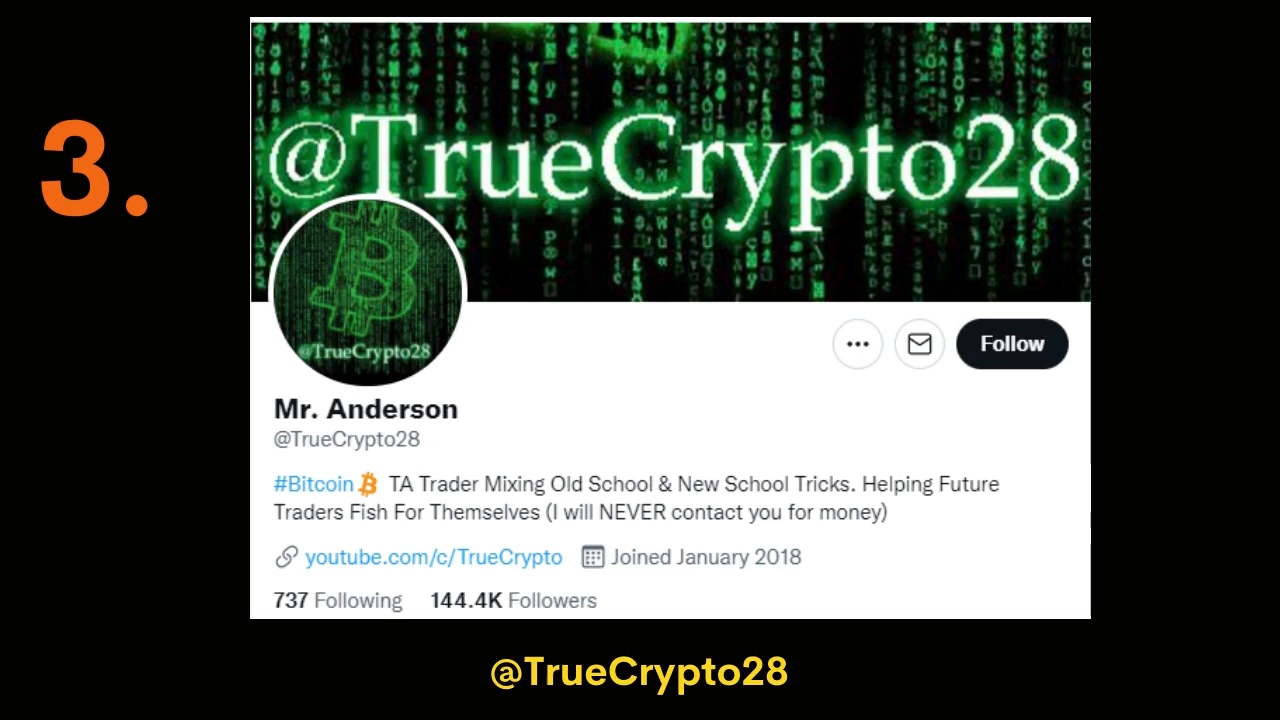 3.
@TrueCrypto28
@TrueCrypto28
Follow
Mr. Anderson
@TrueCrypto28
#Bitcoin TA Trader Mixing Old School & New School Tricks. Helping Future
Traders Fish For Themselves (I will NEVER contact you for money)
youtube.com/c/TrueCrypto Joined January 2018
737 Following 144.4K Followers
@TrueCrypto28